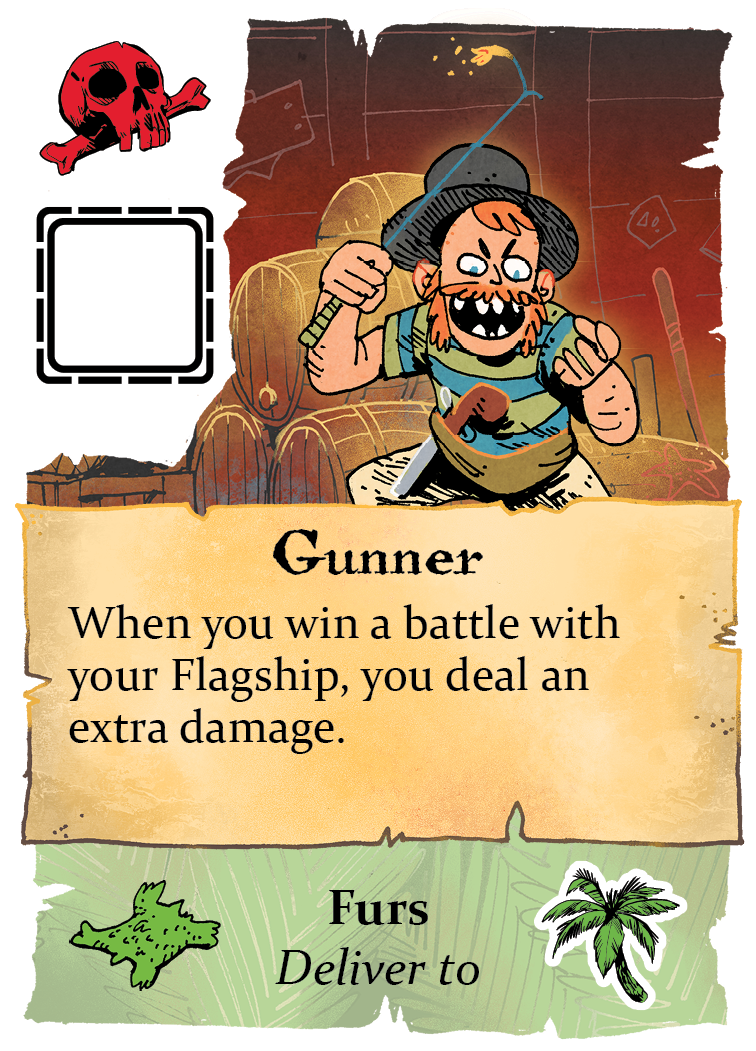 Gunner
When you win a battle with
your Flagship, you deal an
extra damage.
Furs
Deliver to